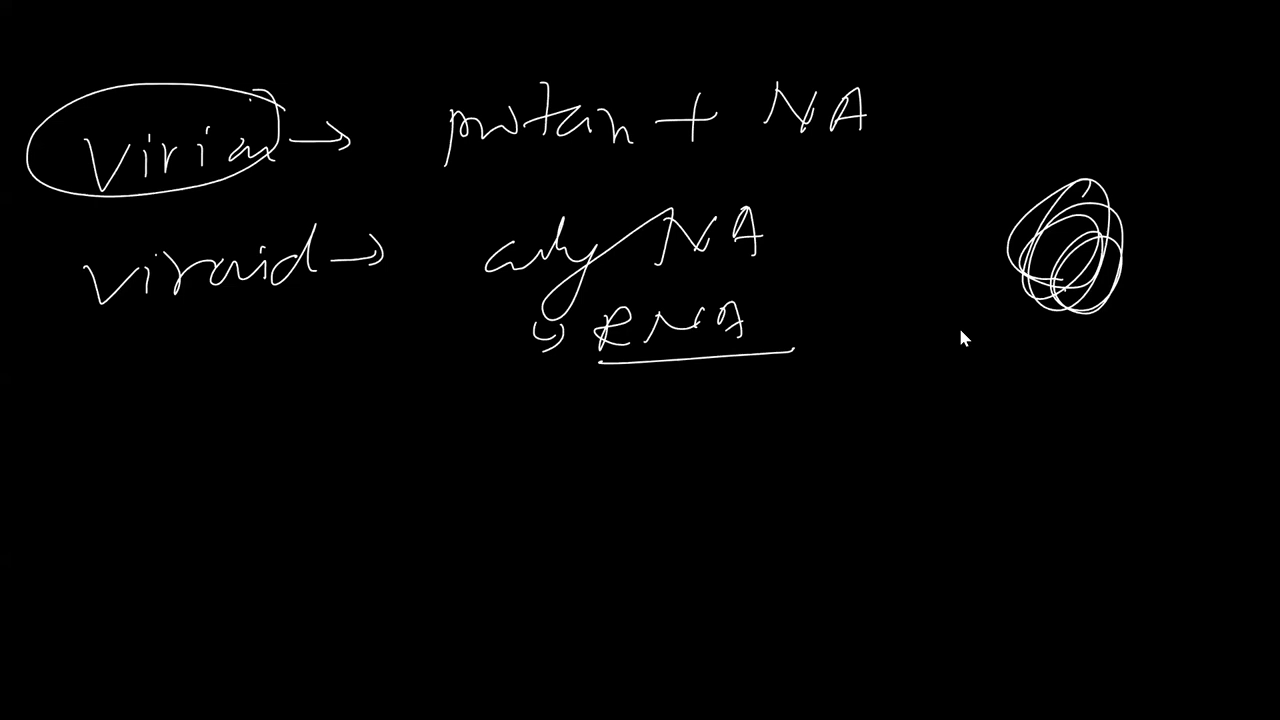 Virion → protein + NA
Viroid → only NA
↳ RNA